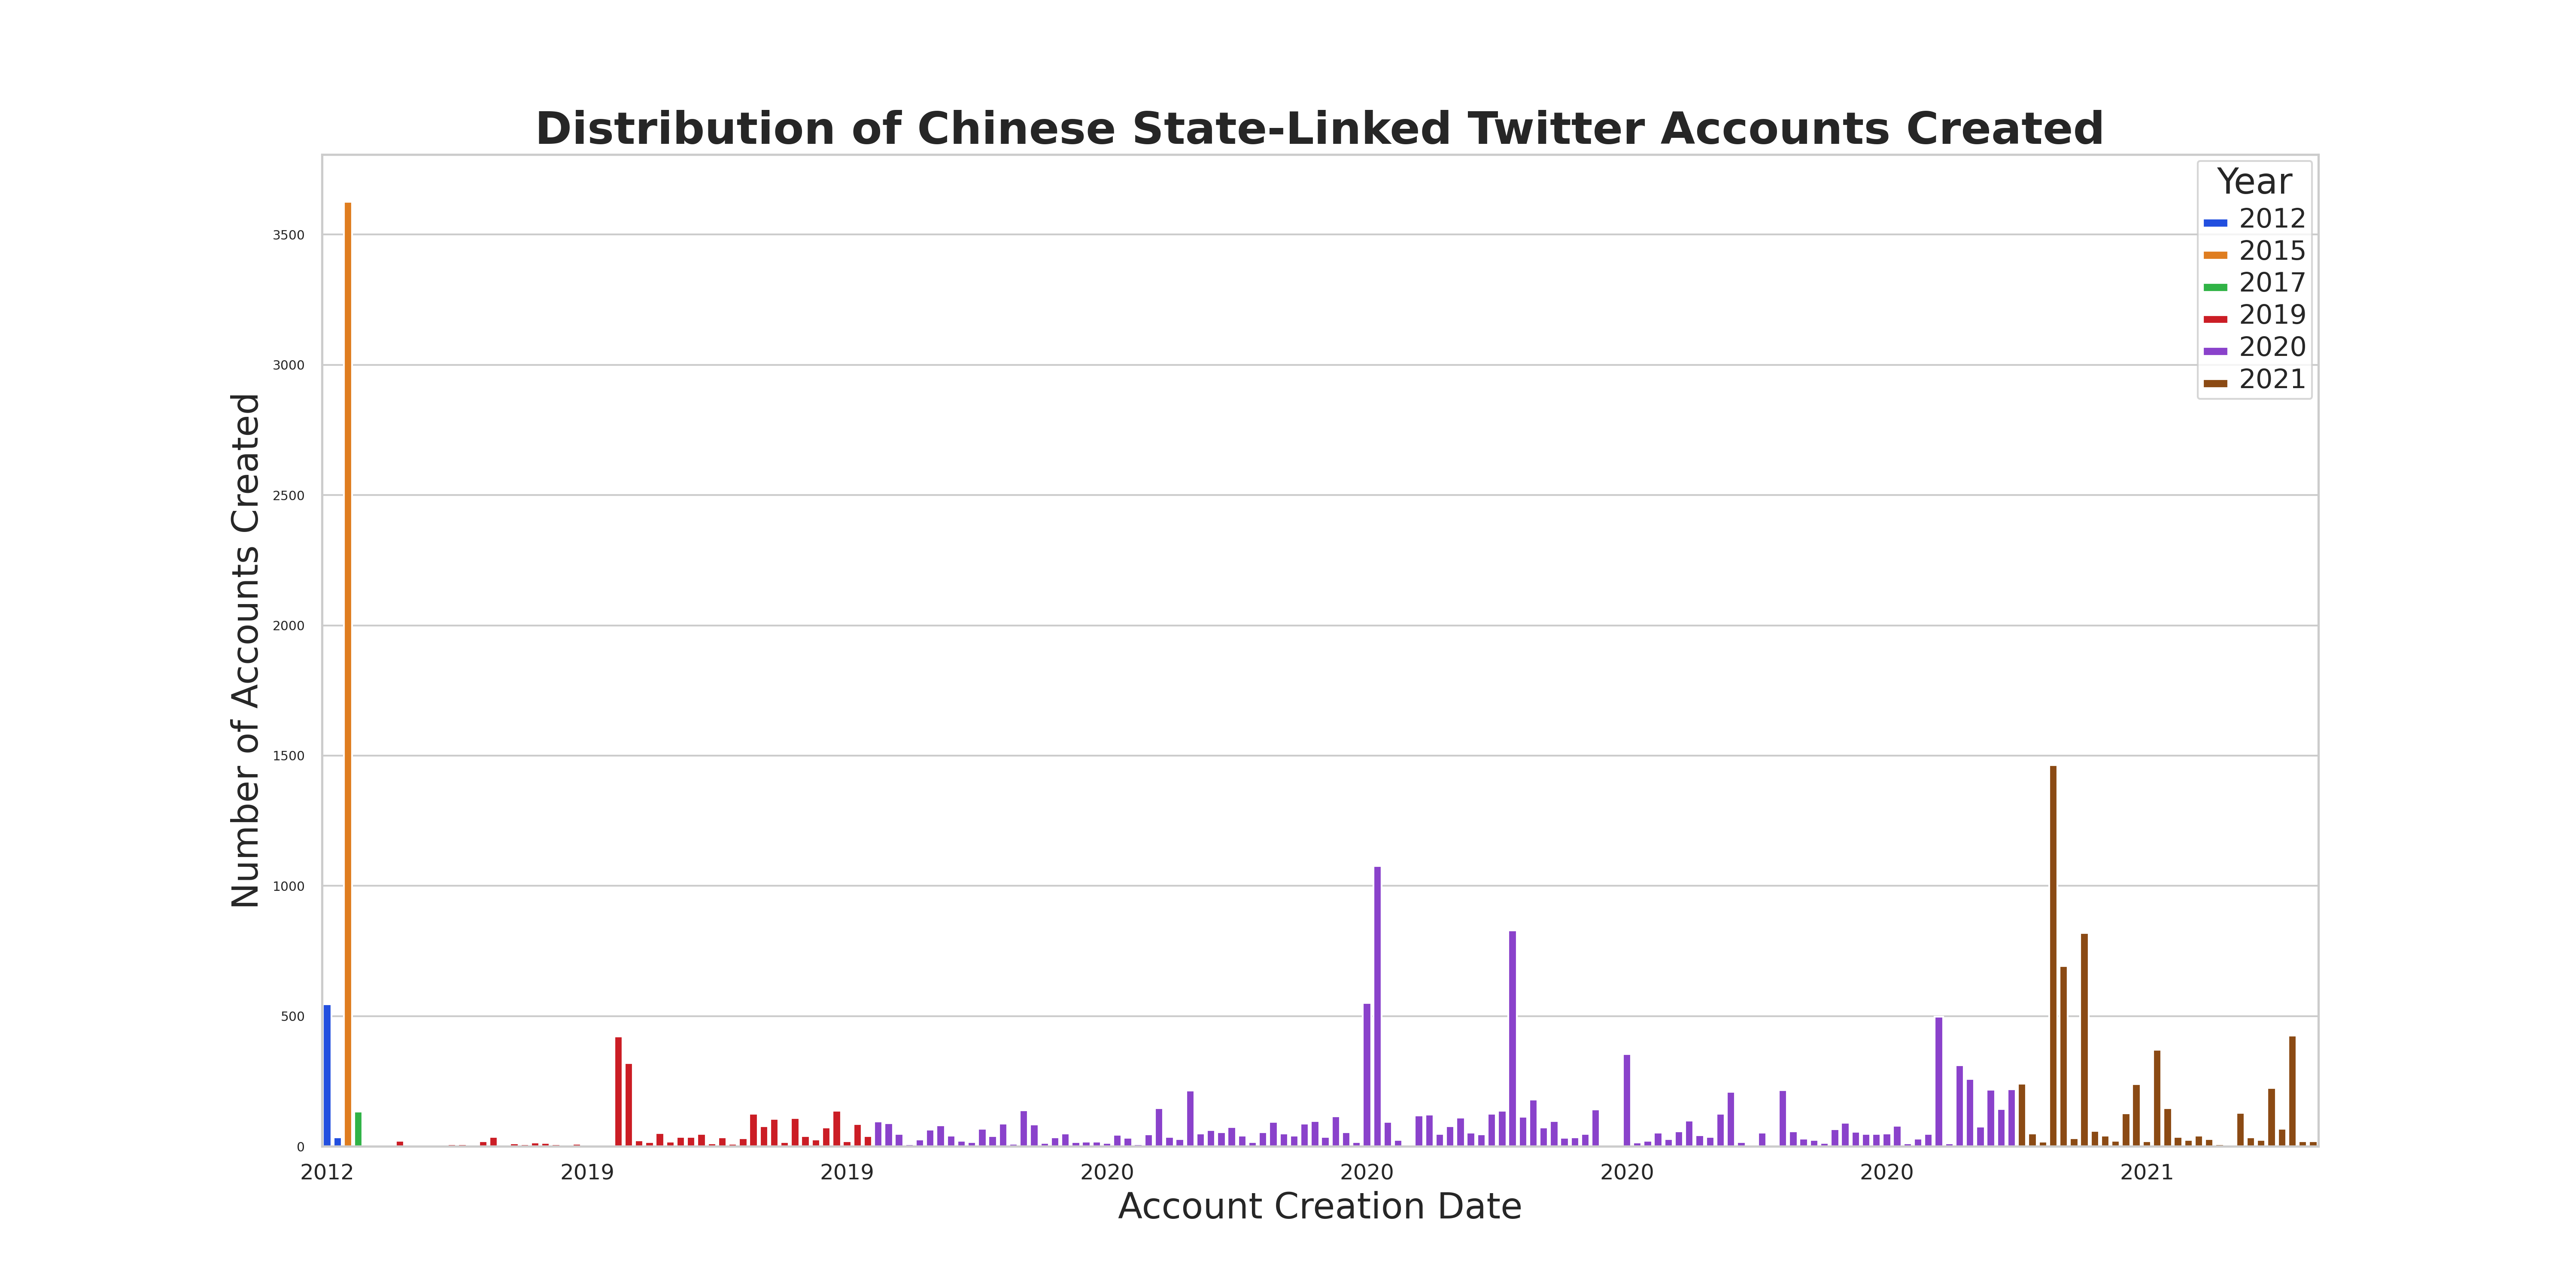 Distribution of Chinese State-Linked Twitter Accounts Created
Year
2012
2015
2017
2019
2020
2021
Number of Accounts Created
3500
3000
2500
2000
1500
1000
500
0
2012 2019 2019 2020 2020 2020 2020 2021
Account Creation Date